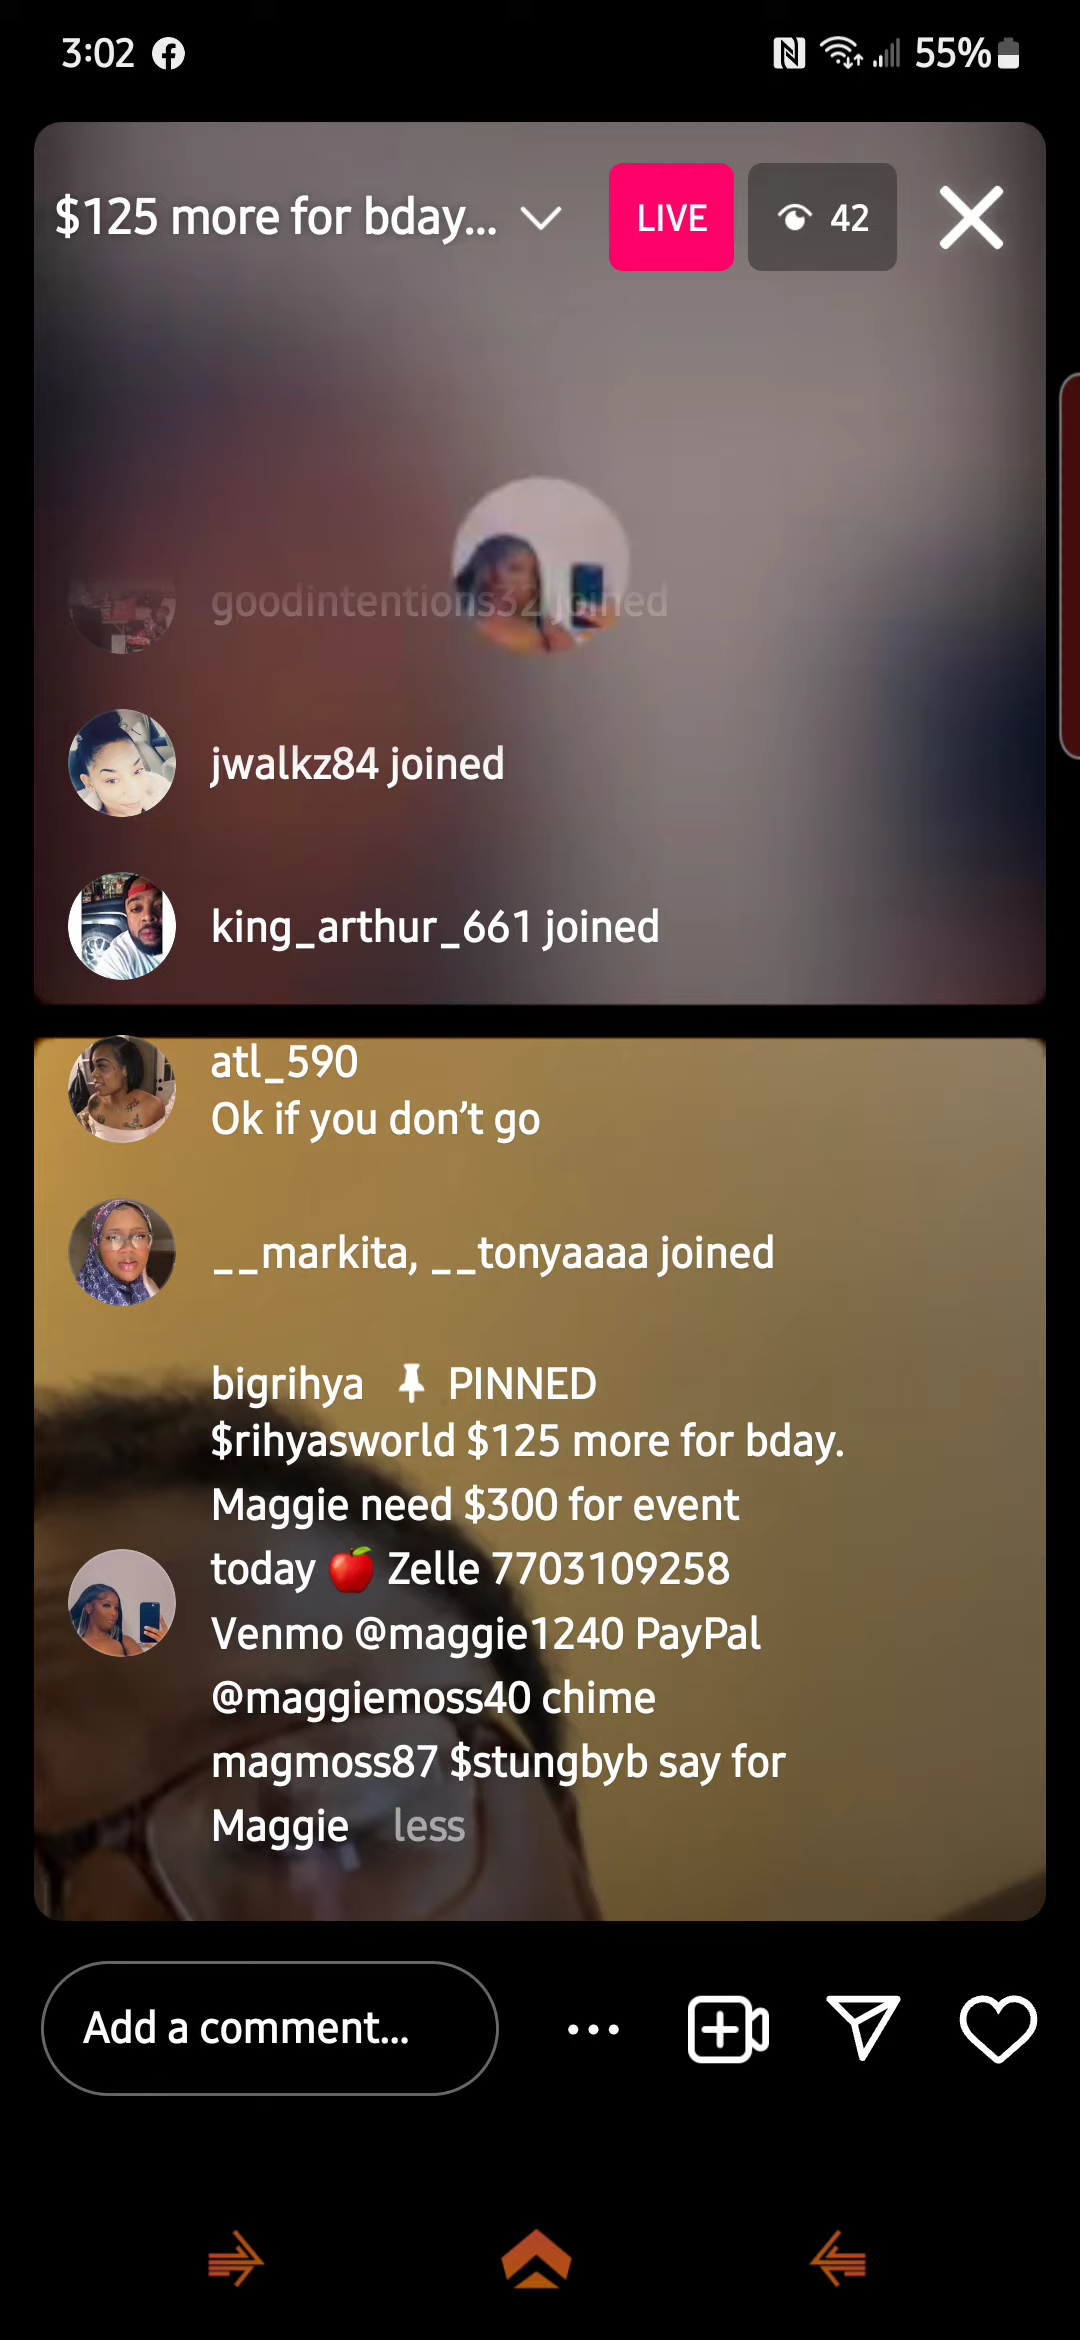 3:02 55%
$125 more for bday... LIVE 42
goodintentions32 joined
jwalkz84 joined
king_arthur_661 joined
atl_590
Ok if you don’t go
__markita, __tonyaaaa joined
bigrihya PINNED
$rihyasworld $125 more for bday.
Maggie need $300 for event
today 🍎 Zelle 7703109258
Venmo @maggie1240 PayPal
@maggiemoss40 chime
magmoss87 $stungbyb say for
Maggie less
Add a comment...